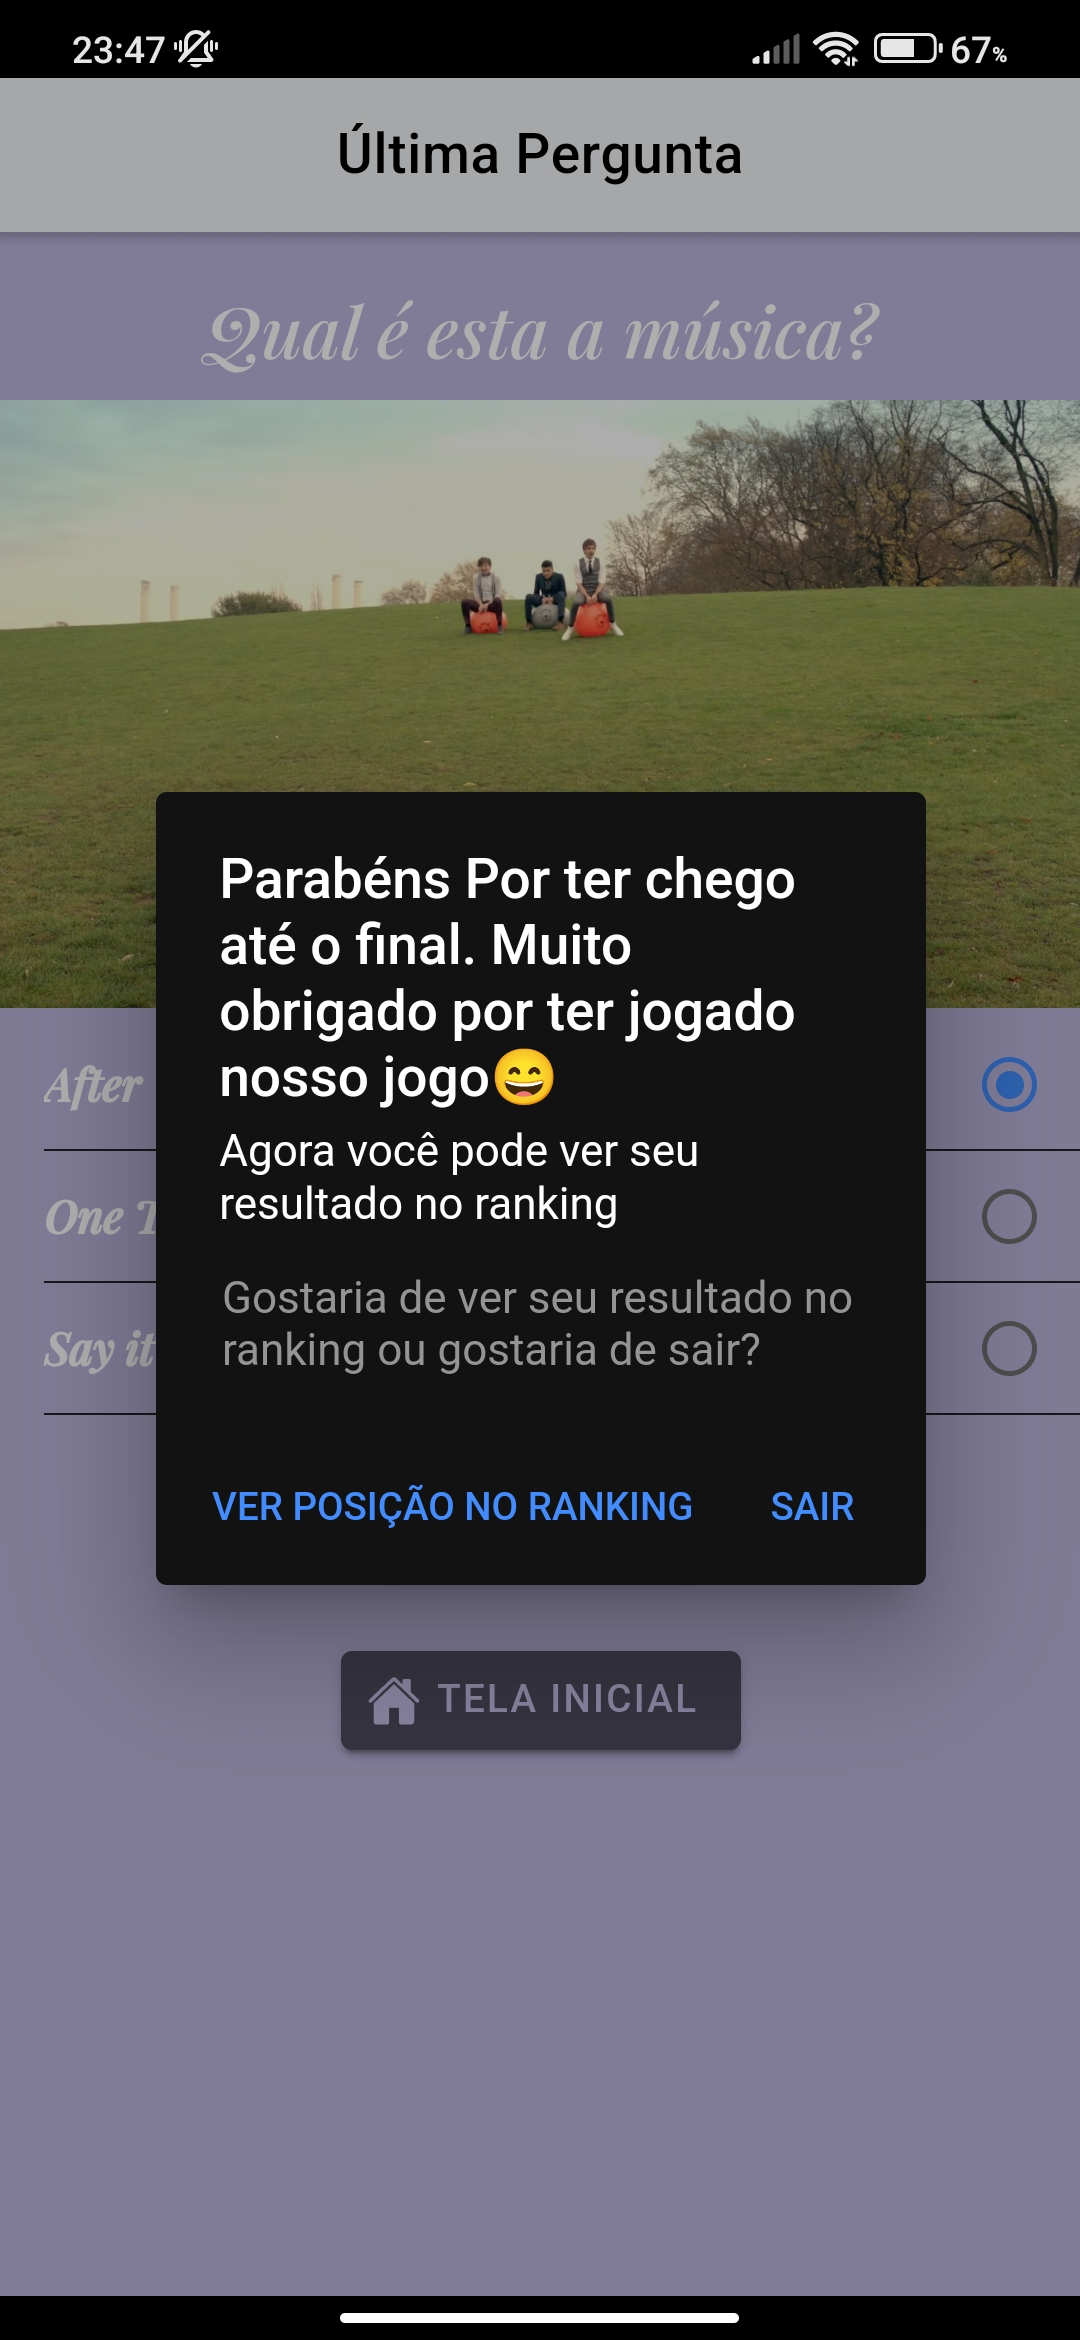 23:47
67%
Última Pergunta
Qual é esta a música?
Parabéns Por ter chego
até o final. Muito
obrigado por ter jogado
nosso jogo😄
Agora você pode ver seu
resultado no ranking
Gostaria de ver seu resultado no
ranking ou gostaria de sair?
VER POSIÇÃO NO RANKING SAIR
After
One
Say it
TELA INICIAL